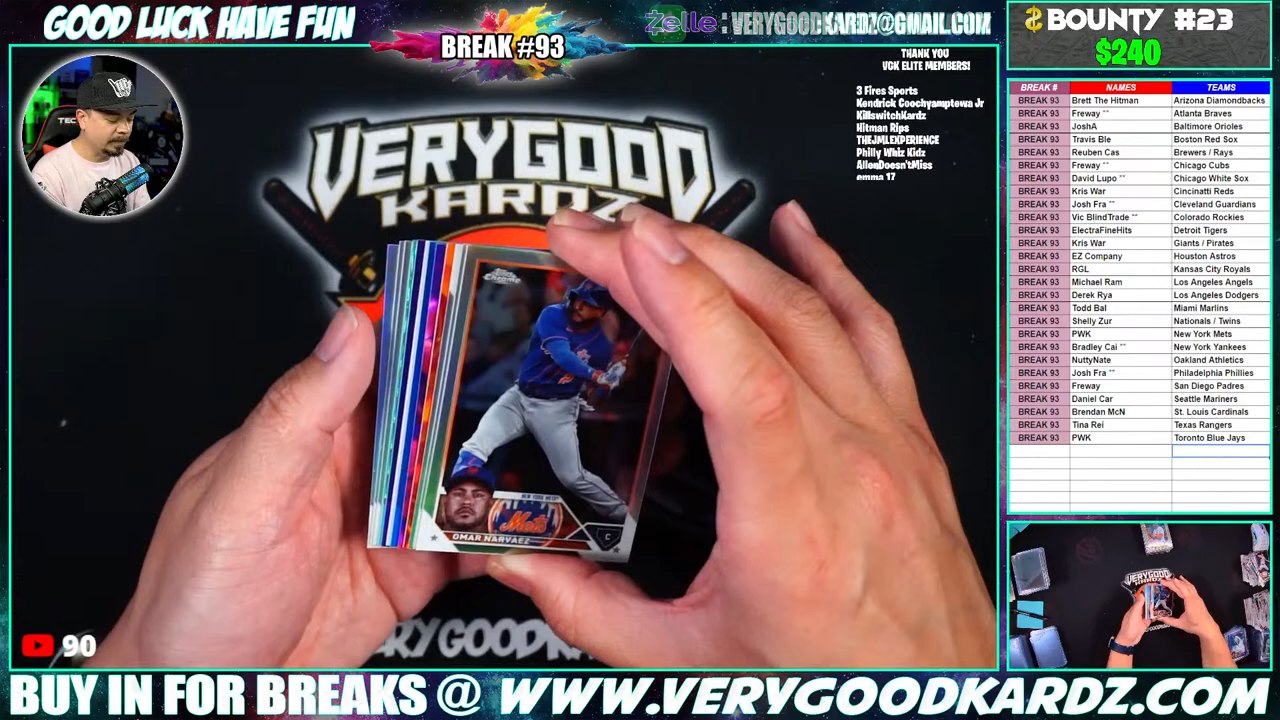 GOOD LUCK HAVE FUN
BREAK #93
Zelle : VERYGOODKARDZ@GMAIL.COM
THANK YOU
VGK ELITE MEMBERS!
3 Fires Sports
Kendrick Coochyamptewa Jr
KillswitchKardz
Hitman Rips
THEJMLEXPERIENCE
Philly Whiz Kidz
AllenDoesn'tMiss
emma 17
$ BOUNTY #23
$240
BREAK # NAMES TEAMS
BREAK 93 Brett The Hitman Arizona Diamondbacks
BREAK 93 Freway ^^ Atlanta Braves
BREAK 93 JoshA Baltimore Orioles
BREAK 93 Travis Ble Boston Red Sox
BREAK 93 Reuben Cas Brewers / Rays
BREAK 93 Freway ^^ Chicago Cubs
BREAK 93 David Lupo ^^ Chicago White Sox
BREAK 93 Kris War Cincinatti Reds
BREAK 93 Josh Fra ^^ Cleveland Guardians
BREAK 93 Vic BlindTrade ^^ Colorado Rockies
BREAK 93 ElectraFineHits Detroit Tigers
BREAK 93 Kris War Giants / Pirates
BREAK 93 EZ Company Houston Astros
BREAK 93 RGL Kansas City Royals
BREAK 93 Michael Ram Los Angeles Angels
BREAK 93 Derek Rya Los Angeles Dodgers
BREAK 93 Todd Bal Miami Marlins
BREAK 93 Shelly Zur Nationals / Twins
BREAK 93 PWK New York Mets
BREAK 93 Bradley Cai ^^ New York Yankees
BREAK 93 NuttyNate Oakland Athletics
BREAK 93 Josh Fra ^^ Philadelphia Phillies
BREAK 93 Freway San Diego Padres
BREAK 93 Daniel Car Seattle Mariners
BREAK 93 Brendan McN St. Louis Cardinals
BREAK 93 Tina Rei Texas Rangers
BREAK 93 PWK Toronto Blue Jays
TEC
VERYGOOD
KARDZ
Topps
Chrome
NEW YORK METS
Mets
OMAR NARVAEZ
C
VERYGOOD
90
BUY IN FOR BREAKS @ WWW.VERYGOODKARDZ.COM